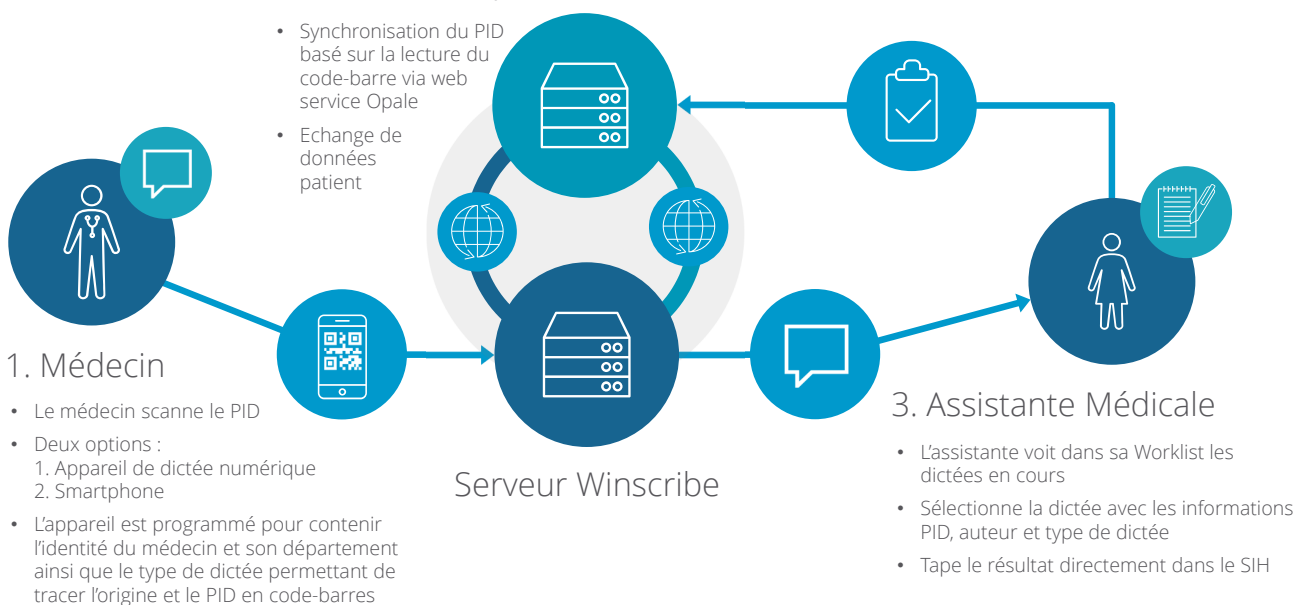 • Synchronisation du PID
basé sur la lecture du
code-barre via web
service Opale
• Echange de
données
patient
1. Médecin
• Le médecin scanne le PID
• Deux options :
1. Appareil de dictée numérique
2. Smartphone
• L’appareil est programmé pour contenir
l’identité du médecin et son département
ainsi que le type de dictée permettant de
tracer l’origine et le PID en code-barres
Serveur Winscribe
3. Assistante Médicale
• L’assistante voit dans sa Worklist les
dictées en cours
• Sélectionne la dictée avec les informations
PID, auteur et type de dictée
• Tape le résultat directement dans le SIH